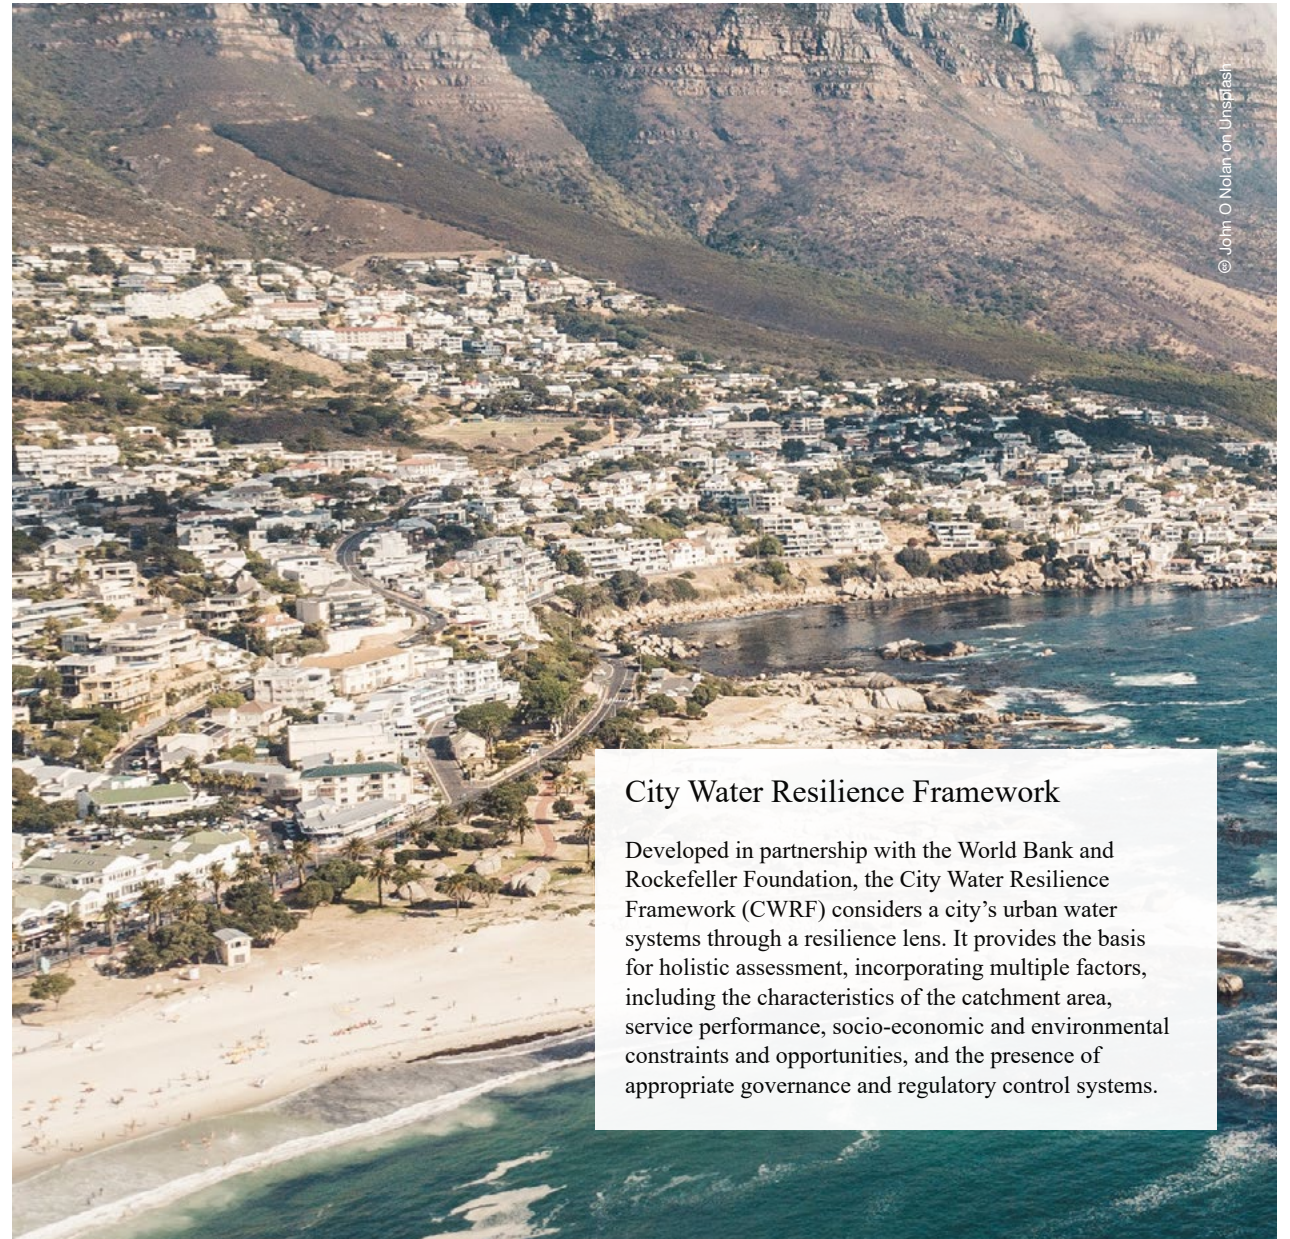 © John O Nolan on Unsplash
City Water Resilience Framework
Developed in partnership with the World Bank and
Rockefeller Foundation, the City Water Resilience
Framework (CWRF) considers a city’s urban water
systems through a resilience lens. It provides the basis
for holistic assessment, incorporating multiple factors,
including the characteristics of the catchment area,
service performance, socio-economic and environmental
constraints and opportunities, and the presence of
appropriate governance and regulatory control systems.